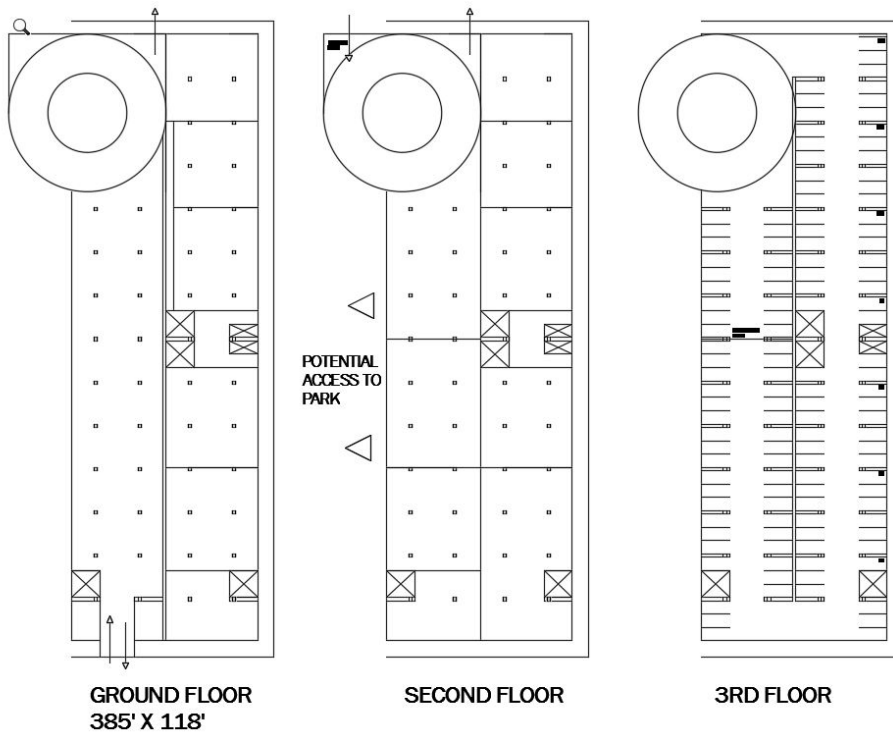 POTENTIAL
ACCESS TO
PARK
GROUND FLOOR
385' X 118'
SECOND FLOOR
3RD FLOOR